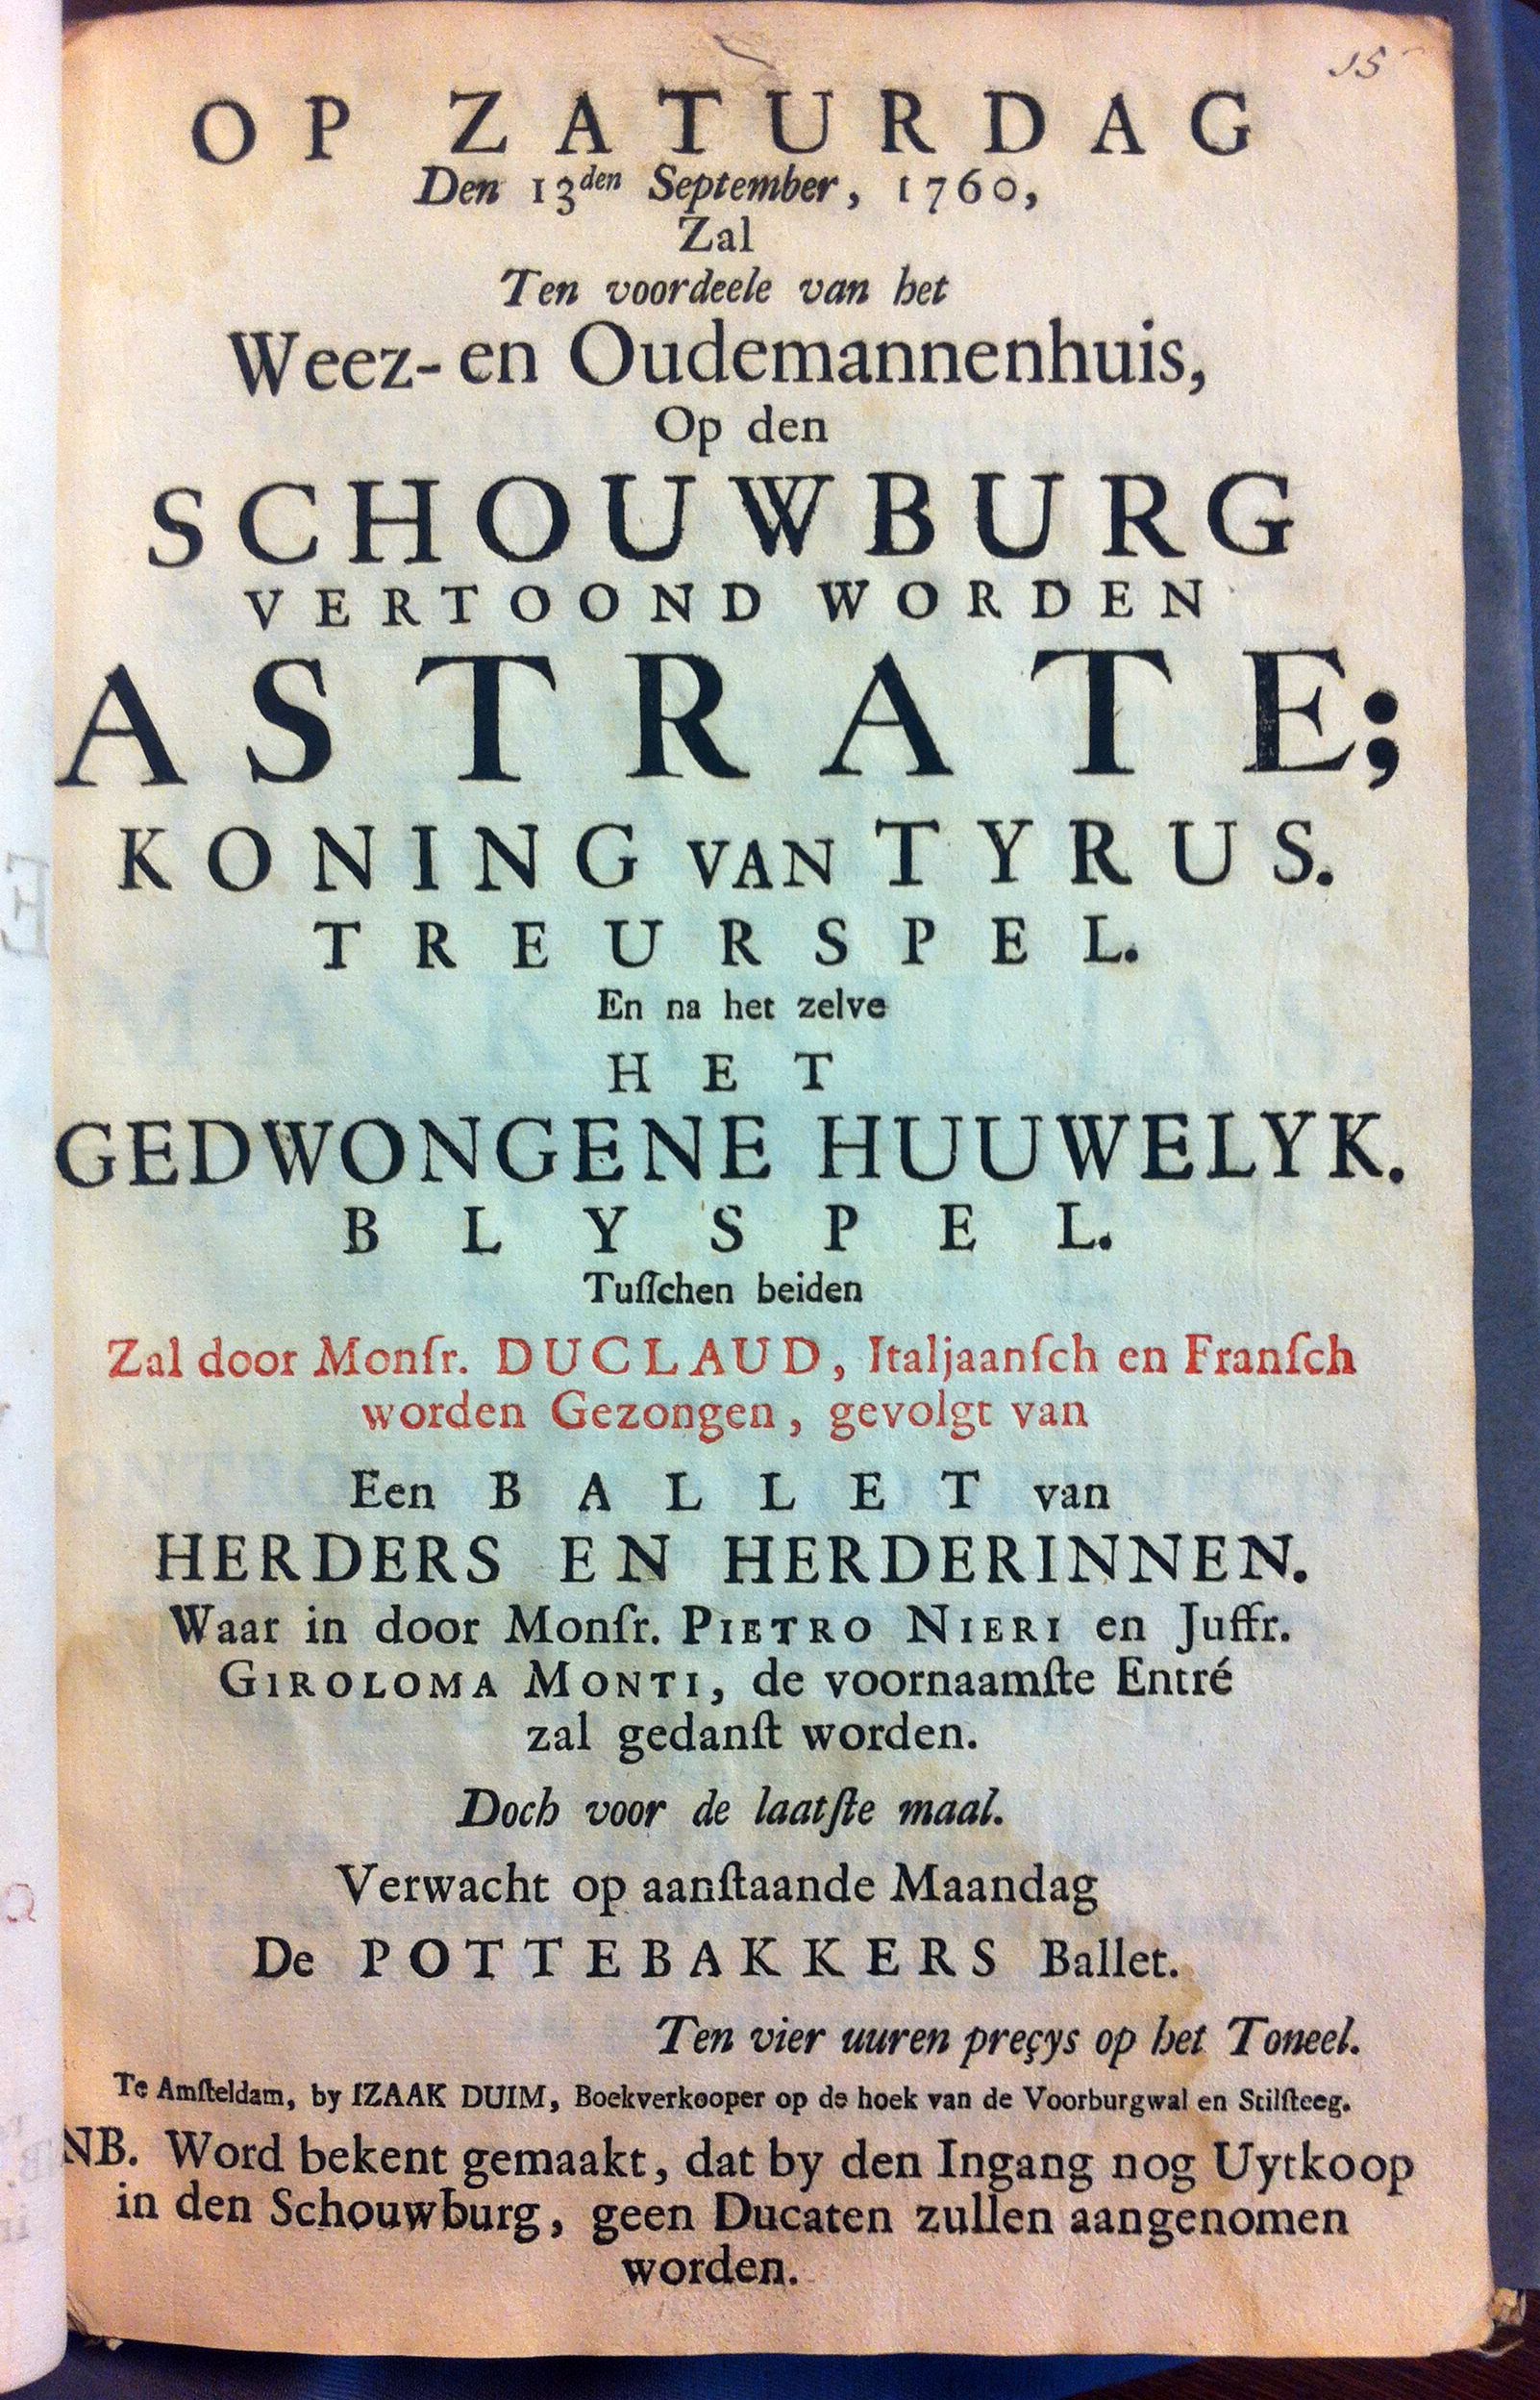 15
OP ZATURDAG
Den 13den September, 1760,
Zal
Ten voordeele van het
Weez- en Oudemannenhuis,
Op den
SCHOUWBURG
VERTOOND WORDEN
ASTRATE;
KONING VAN TYRUS.
TREURSPEL.
En na het zelve
HET
GEDWONGENE HUUWELYK.
BLYSPEL.
Tuſſchen beiden
Zal door Monſr. DUCLAUD, Italjaanſch en Franſch
worden Gezongen, gevolgt van
Een BALLET van
HERDERS EN HERDERINNEN.
Waar in door Monſr. PIETRO NIERI en Juffr.
GIROLOMA MONTI, de voornaamſte Entré
zal gedanſt worden.
Doch voor de laatſte maal.
Verwacht op aanſtaande Maandag
De POTTEBAKKERS Ballet.
Ten vier uuren preçys op het Toneel.
Te Amſteldam, by IZAAK DUIM, Boekverkooper op de hoek van de Voorburgwal en Stilſteeg.
NB. Word bekent gemaakt, dat by den Ingang nog Uytkoop
in den Schouwburg, geen Ducaten zullen aangenomen
worden.